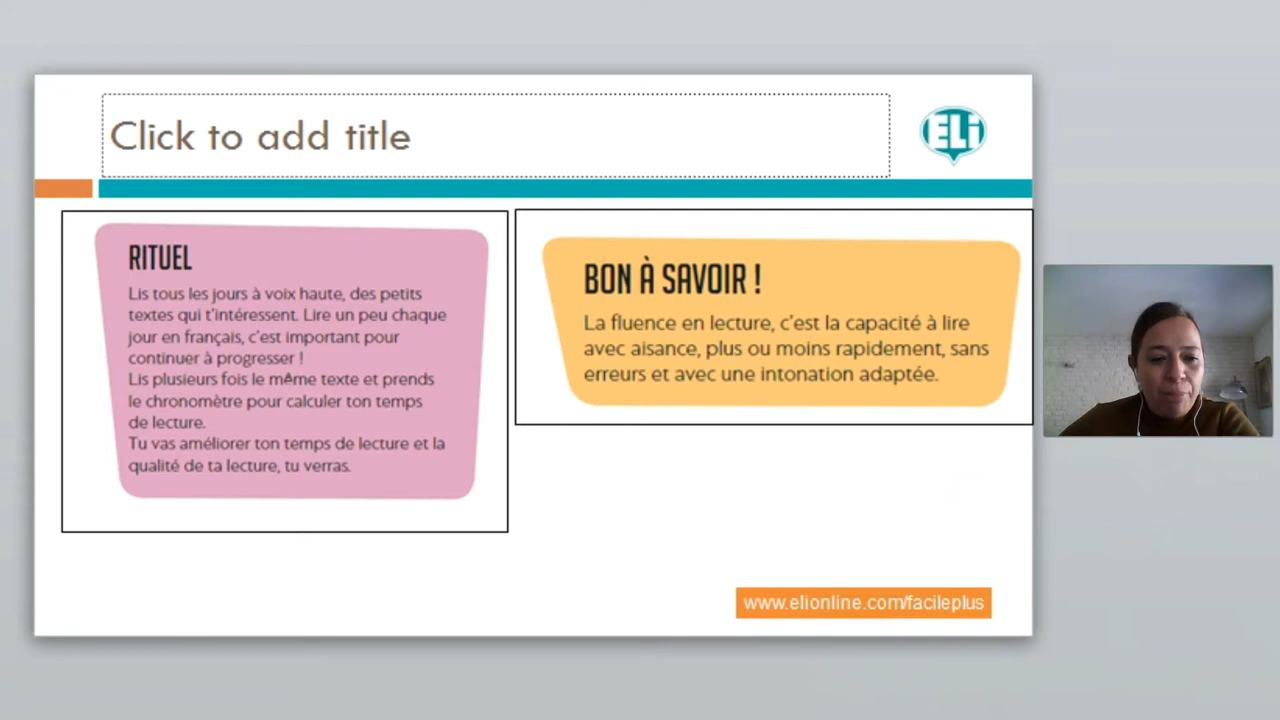 Click to add title
ELi
RITUEL
Lis tous les jours à voix haute, des petits
textes qui t'intéressent. Lire un peu chaque
jour en français, c'est important pour
continuer à progresser !
Lis plusieurs fois le même texte et prends
le chronomètre pour calculer ton temps
de lecture.
Tu vas améliorer ton temps de lecture et la
qualité de ta lecture, tu verras.
BON À SAVOIR !
La fluence en lecture, c'est la capacité à lire
avec aisance, plus ou moins rapidement, sans
erreurs et avec une intonation adaptée.
www.elionline.com/facileplus